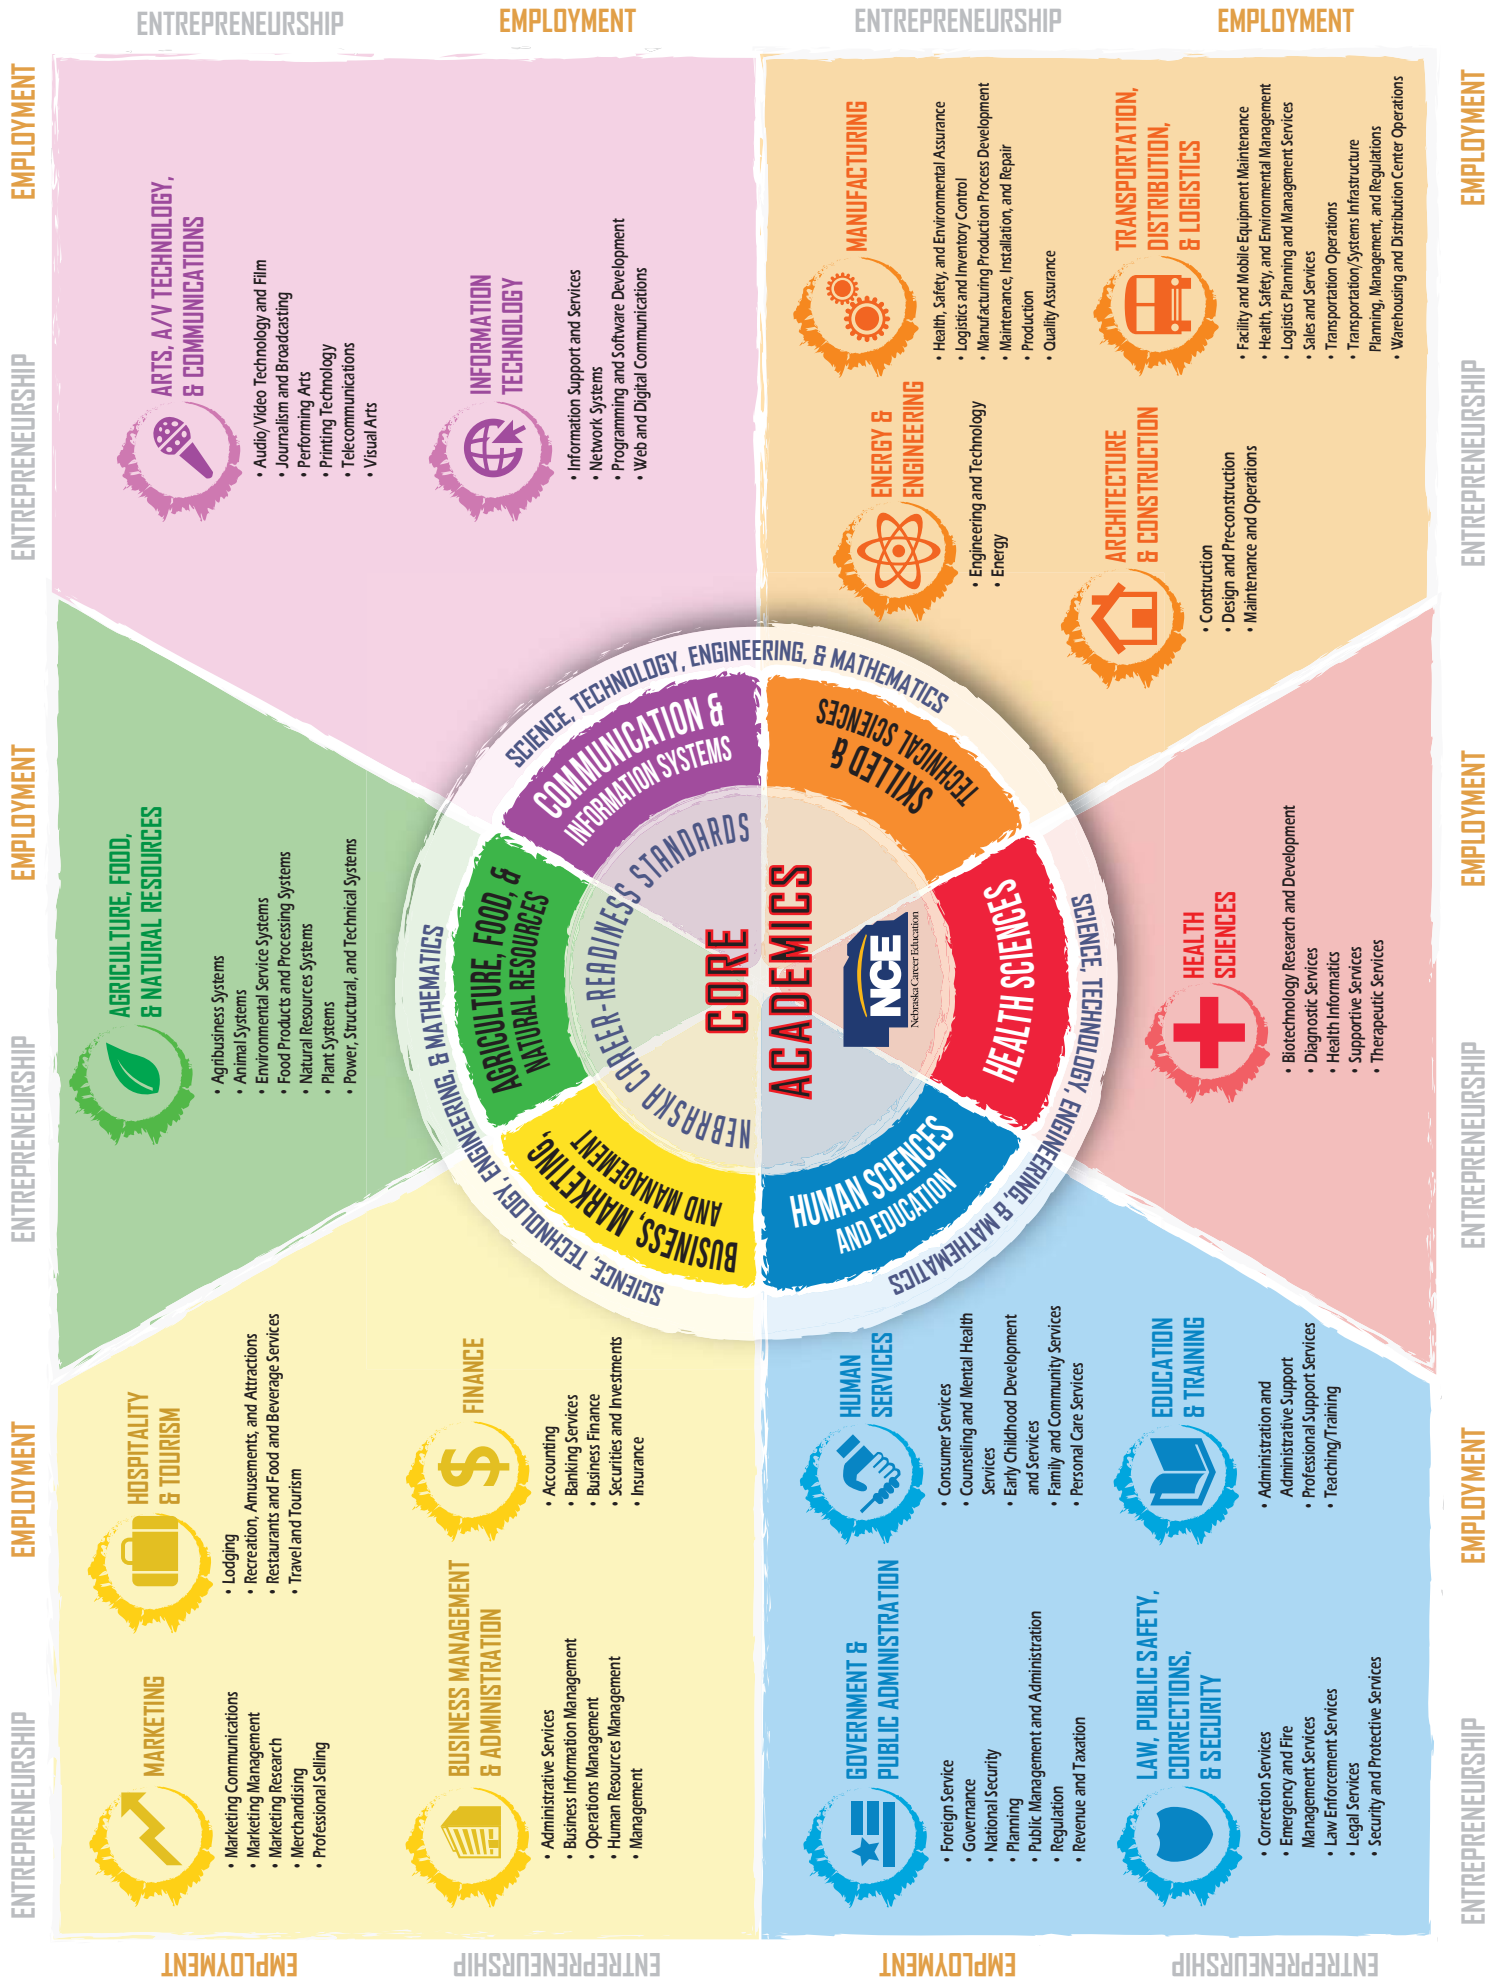 ENTREPRENEURSHIP
EMPLOYMENT
ENTREPRENEURSHIP
EMPLOYMENT
ENTREPRENEURSHIP
EMPLOYMENT
EMPLOYMENT
ENTREPRENEURSHIP
MARKETING
• Marketing Communications
• Marketing Management
• Marketing Research
• Merchandising
• Professional Selling
HOSPITALITY
& TOURISM
• Lodging
• Recreation, Amusements, and Attractions
• Restaurants and Food and Beverage Services
• Travel and Tourism
BUSINESS MANAGEMENT
& ADMINISTRATION
• Administrative Services
• Business Information Management
• Operations Management
• Human Resources Management
• Management
FINANCE
• Accounting
• Banking Services
• Business Finance
• Securities and Investments
• Insurance
AGRICULTURE, FOOD,
& NATURAL RESOURCES
• Agribusiness Systems
• Animal Systems
• Environmental Service Systems
• Food Products and Processing Systems
• Natural Resources Systems
• Plant Systems
• Power, Structural, and Technical Systems
ARTS, A/V TECHNOLOGY,
& COMMUNICATIONS
• Audio/Video Technology and Film
• Journalism and Broadcasting
• Performing Arts
• Printing Technology
• Telecommunications
• Visual Arts
INFORMATION
TECHNOLOGY
• Information Support and Services
• Network Systems
• Programming and Software Development
• Web and Digital Communications
ENTREPRENEURSHIP
EMPLOYMENT
SCIENCE, TECHNOLOGY, ENGINEERING, & MATHEMATICS
SCIENCE, TECHNOLOGY, ENGINEERING, & MATHEMATICS
BUSINESS, MARKETING,
AND MANAGEMENT
AGRICULTURE, FOOD, &
NATURAL RESOURCES
COMMUNICATION &
INFORMATION SYSTEMS
NEBRASKA CAREER-READINESS STANDARDS
CORE
ACADEMICS
NCE
Nebraska Career Education
HUMAN SCIENCES
AND EDUCATION
HEALTH SCIENCES
SKILLED &
TECHNICAL SCIENCES
SCIENCE, TECHNOLOGY, ENGINEERING, & MATHEMATICS
EMPLOYMENT
ENTREPRENEURSHIP
GOVERNMENT &
PUBLIC ADMINISTRATION
• Foreign Service
• Governance
• National Security
• Planning
• Public Management and Administration
• Regulation
• Revenue and Taxation
HUMAN
SERVICES
• Consumer Services
• Counseling and Mental Health
Services
• Early Childhood Development
and Services
• Family and Community Services
• Personal Care Services
LAW, PUBLIC SAFETY,
CORRECTIONS,
& SECURITY
• Correction Services
• Emergency and Fire
Management Services
• Law Enforcement Services
• Legal Services
• Security and Protective Services
EDUCATION
& TRAINING
• Administration and
Administrative Support
• Professional Support Services
• Teaching/Training
HEALTH
SCIENCES
• Biotechnology Research and Development
• Diagnostic Services
• Health Informatics
• Supportive Services
• Therapeutic Services
ENERGY &
ENGINEERING
• Engineering and Technology
• Energy
MANUFACTURING
• Health, Safety, and Environmental Assurance
• Logistics and Inventory Control
• Manufacturing Production Process Development
• Maintenance, Installation, and Repair
• Production
• Quality Assurance
ARCHITECTURE
& CONSTRUCTION
• Construction
• Design and Pre-construction
• Maintenance and Operations
TRANSPORTATION,
DISTRIBUTION,
& LOGISTICS
• Facility and Mobile Equipment Maintenance
• Health, Safety, and Environmental Management
• Logistics Planning and Management Services
• Sales and Services
• Transportation Operations
• Transportation/Systems Infrastructure
Planning, Management, and Regulations
• Warehousing and Distribution Center Operations
ENTREPRENEURSHIP
EMPLOYMENT
ENTREPRENEURSHIP
EMPLOYMENT
ENTREPRENEURSHIP
EMPLOYMENT
ENTREPRENEURSHIP
EMPLOYMENT